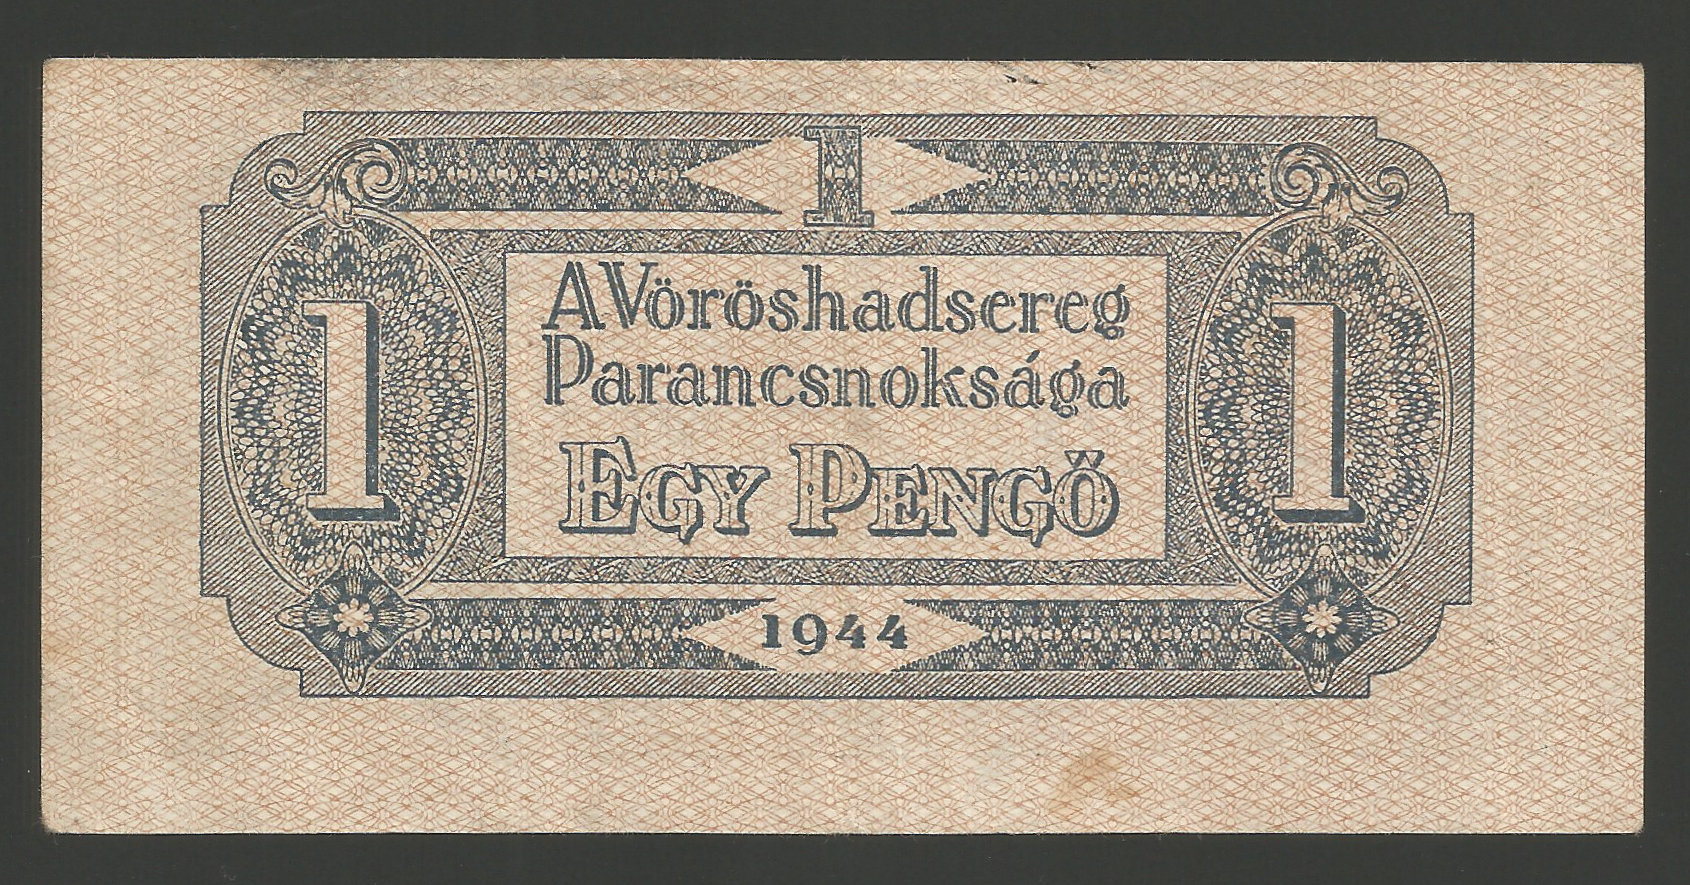 1
A Vöröshadsereg
Parancsnoksága
1
1
EGY PENGŐ
1944